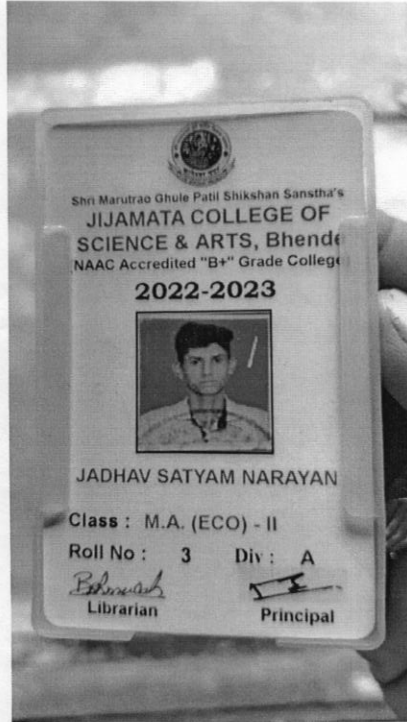 Shri Marutrao Ghule Patil Shikshan Sanstha's
JIJAMATA COLLEGE OF
SCIENCE & ARTS, Bhende
NAAC Accredited "B+" Grade College
2022-2023
JADHAV SATYAM NARAYAN
Class : M.A. (ECO) - II
Roll No : 3 Div : A
Librarian Principal